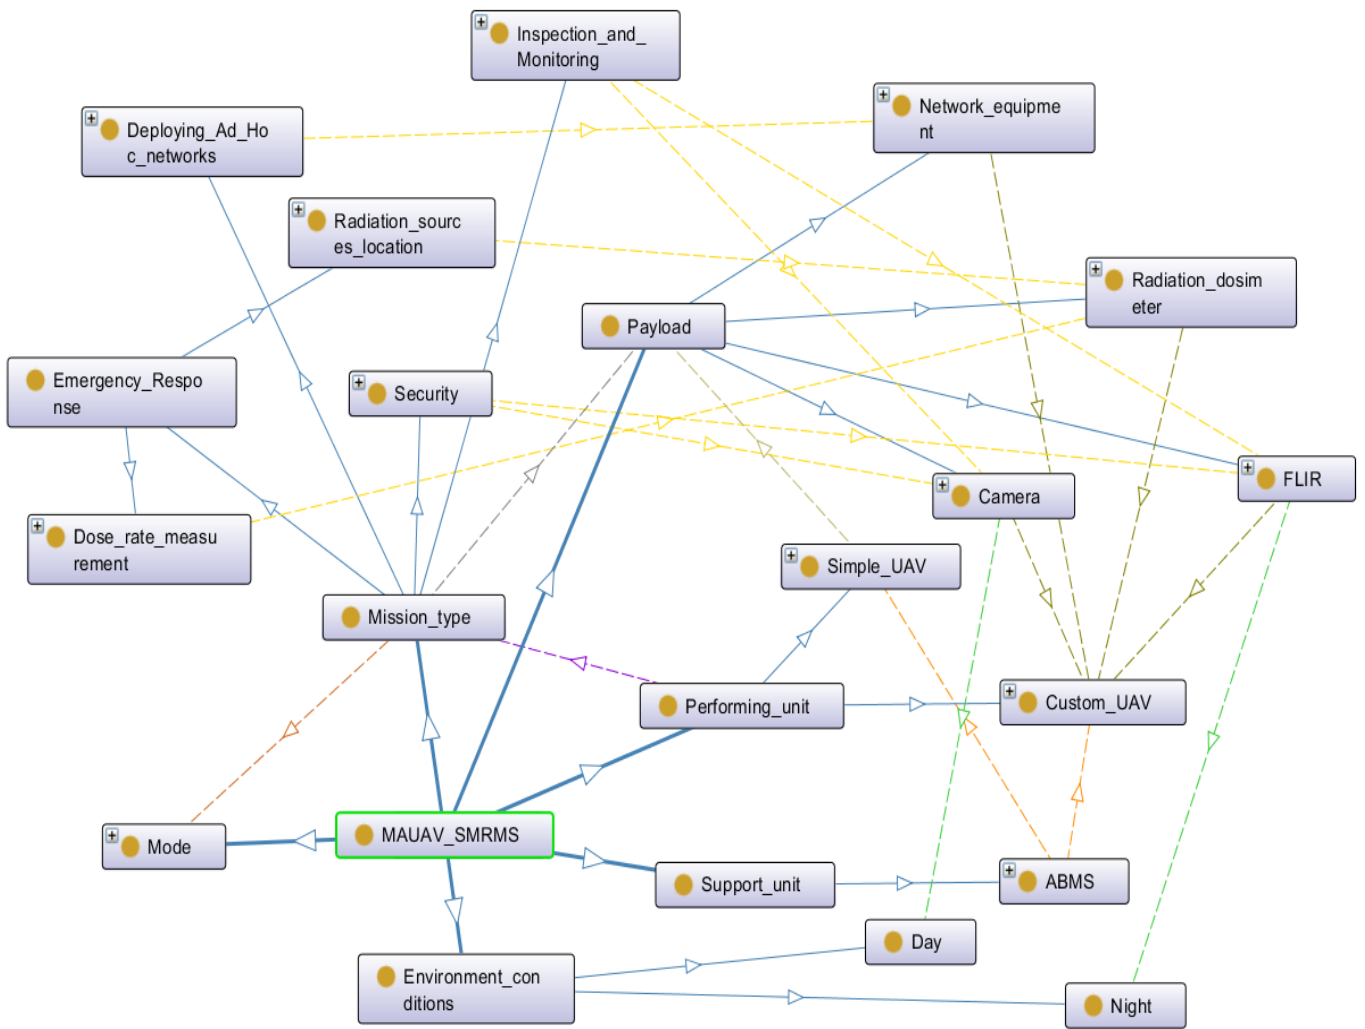 Inspection_and_
Monitoring
Network_equipme
nt
Deploying_Ad_Ho
c_networks
Radiation_sourc
es_location
Radiation_dosim
eter
Payload
Emergency_Respo
nse
Security
FLIR
Camera
Dose_rate_measu
rement
Simple_UAV
Mission_type
Performing_unit
Custom_UAV
MAUAV_SMRMS
Mode
Support_unit
ABMS
Day
Environment_con
ditions
Night